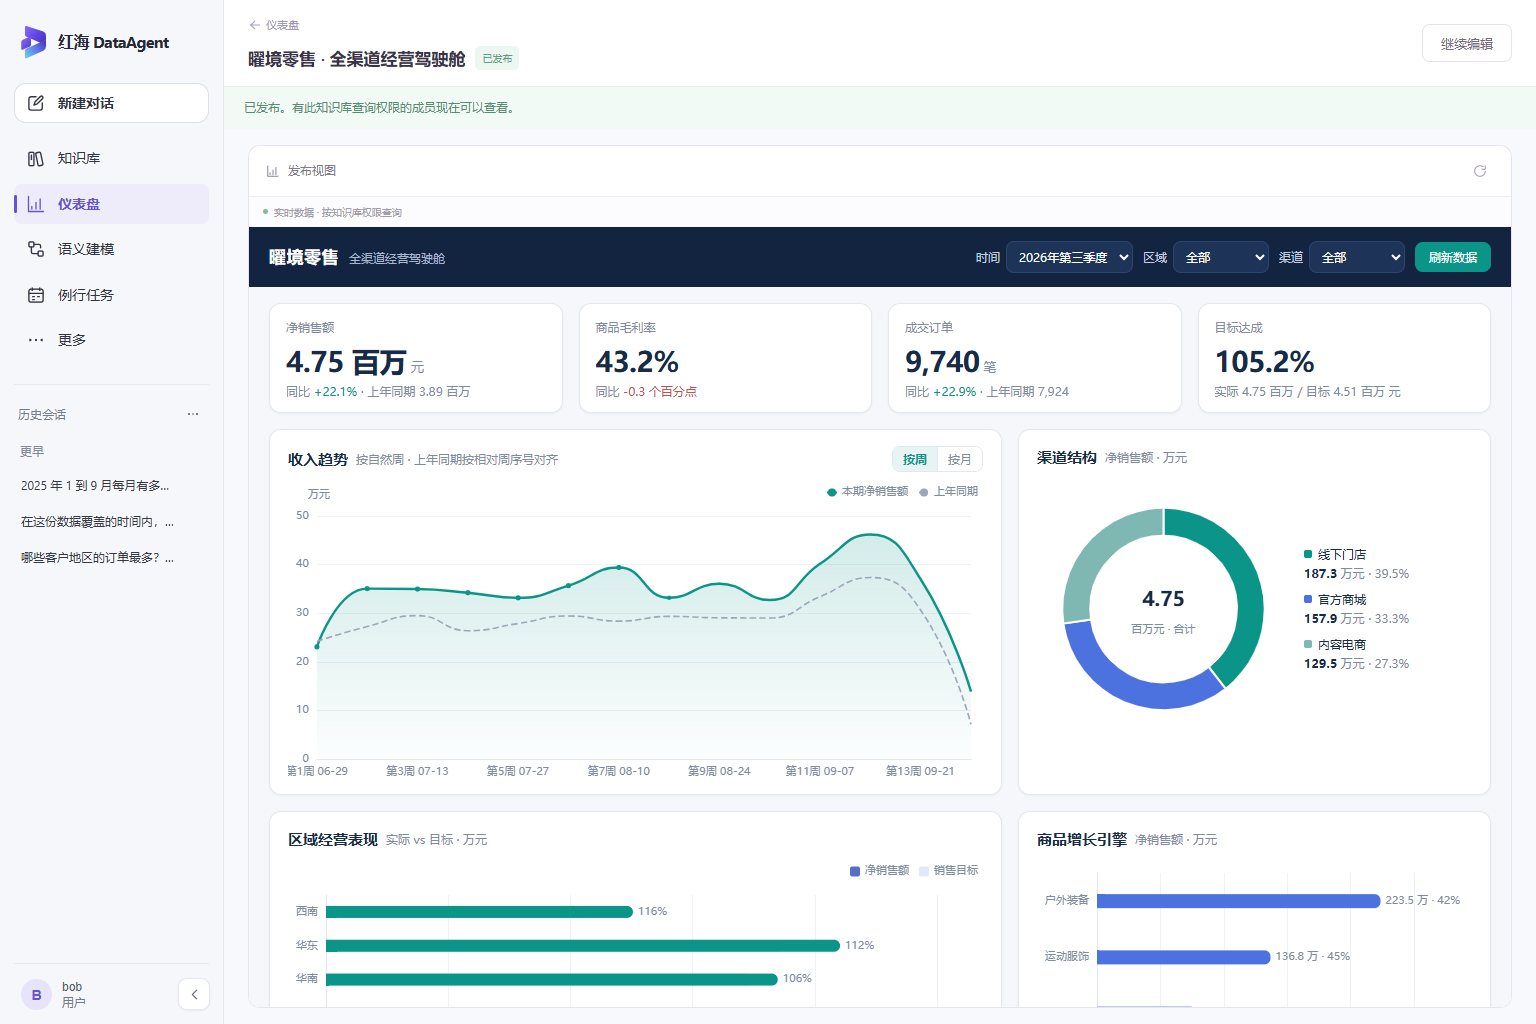 红海 DataAgent
新建对话
知识库
仪表盘
语义建模
例行任务
更多
历史会话
更早
2025 年 1 到 9 月每月有多...
在这份数据覆盖的时间内，...
哪些客户地区的订单最多？...
B
bob
用户
仪表盘
曜境零售 · 全渠道经营驾驶舱 已发布
继续编辑
已发布。有此知识库查询权限的成员现在可以查看。
发布视图
实时数据 · 按知识库权限查询
曜境零售 全渠道经营驾驶舱
时间 2026年第三季度 区域 全部 渠道 全部 刷新数据
净销售额
4.75 百万 元
同比 +22.1% · 上年同期 3.89 百万
商品毛利率
43.2%
同比 -0.3 个百分点
成交订单
9,740 笔
同比 +22.9% · 上年同期 7,924
目标达成
105.2%
实际 4.75 百万 / 目标 4.51 百万 元
收入趋势 按自然周 · 上年同期按相对周序号对齐
按周 按月
万元
本期净销售额 上年同期
50
40
30
20
10
0
第1周 06-29 第3周 07-13 第5周 07-27 第7周 08-10 第9周 08-24 第11周 09-07 第13周 09-21
渠道结构 净销售额 · 万元
4.75
百万元 · 合计
线下门店
187.3 万元 · 39.5%
官方商城
157.9 万元 · 33.3%
内容电商
129.5 万元 · 27.3%
区域经营表现 实际 vs 目标 · 万元
净销售额 销售目标
西南 116%
华东 112%
华南 106%
商品增长引擎 净销售额 · 万元
户外装备 223.5 万 · 42%
运动服饰 136.8 万 · 45%